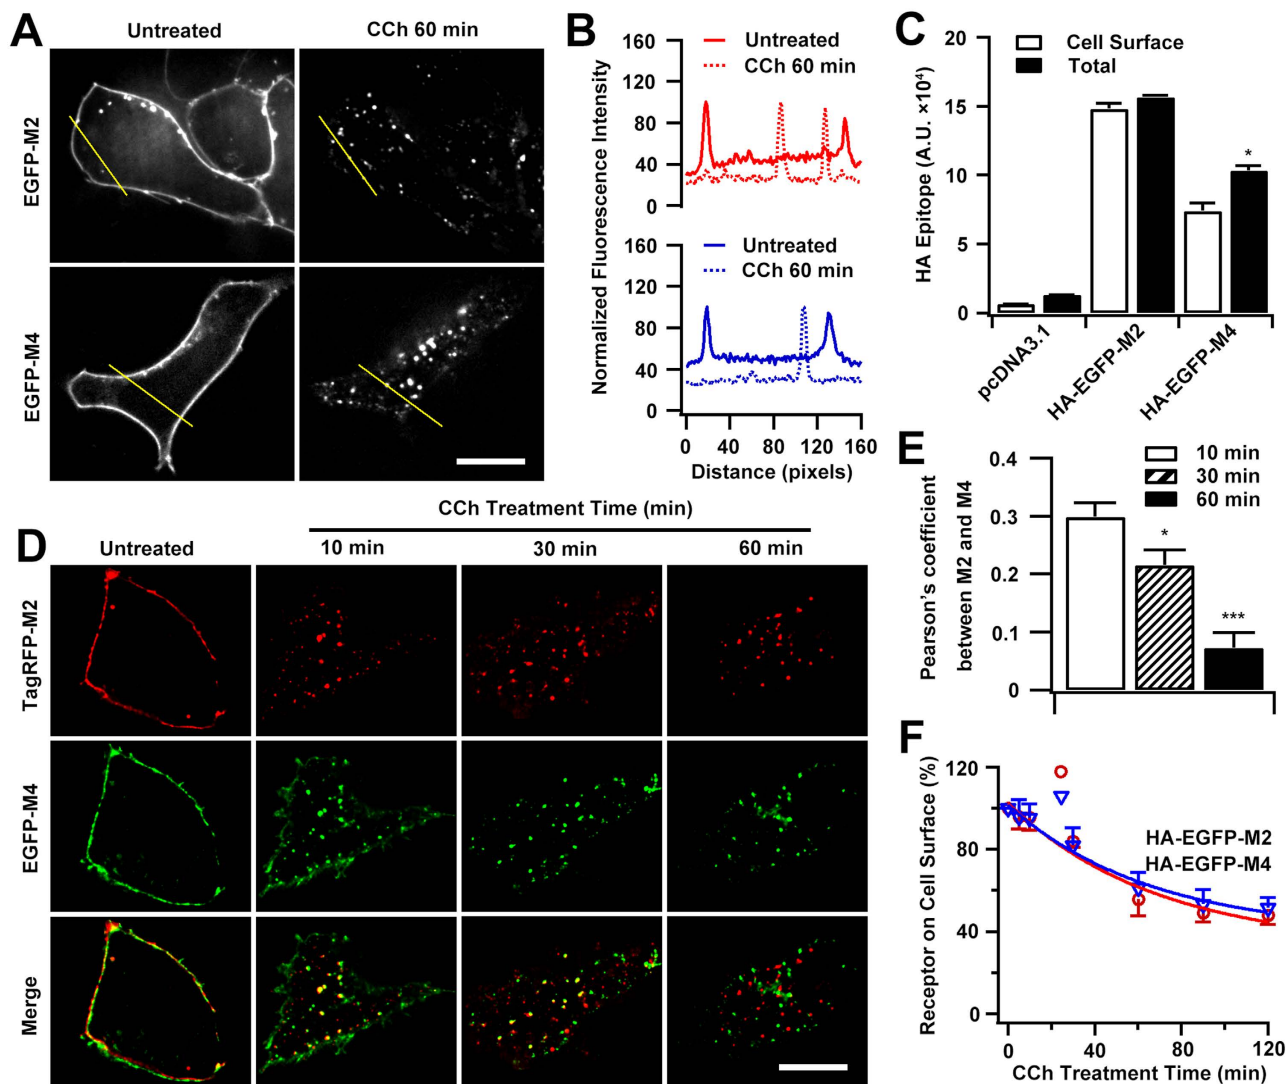 A
Untreated
CCh 60 min
EGFP-M2
EGFP-M4
B
Normalized Fluorescence Intensity
160
120
80
40
0
Untreated
CCh 60 min
160
120
80
40
0
Untreated
CCh 60 min
0 40 80 120 160
Distance (pixels)
C
HA Epitope (A.U. ×10⁴)
20
15
10
5
0
Cell Surface
Total
*
pcDNA3.1
HA-EGFP-M2
HA-EGFP-M4
D
CCh Treatment Time (min)
Untreated
10 min
30 min
60 min
TagRFP-M2
EGFP-M4
Merge
E
Pearson's coefficient
between M2 and M4
0.4
0.3
0.2
0.1
0
10 min
30 min
60 min
*
***
F
Receptor on Cell Surface (%)
120
80
40
0
HA-EGFP-M2
HA-EGFP-M4
0 40 80 120
CCh Treatment Time (min)